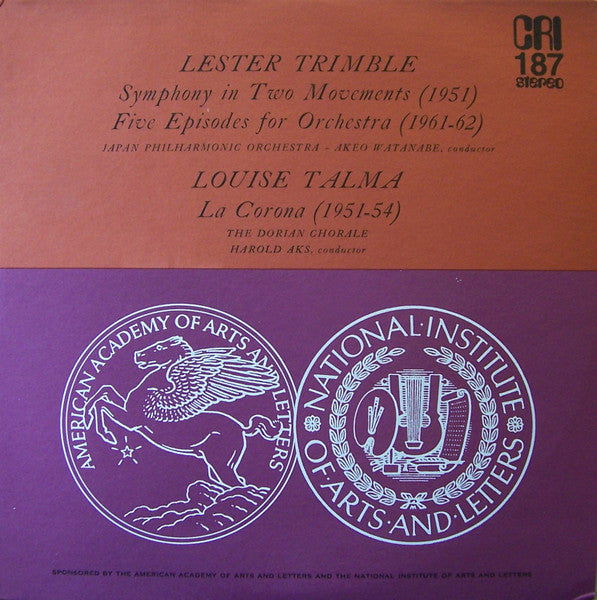 CRI
187
stereo
LESTER TRIMBLE
Symphony in Two Movements (1951)
Five Episodes for Orchestra (1961-62)
JAPAN PHILHARMONIC ORCHESTRA - AKEO WATANABE, conductor
LOUISE TALMA
La Corona (1951-54)
THE DORIAN CHORALE
HAROLD AKS, conductor
AMERICAN ACADEMY OF ARTS AND LETTERS
NATIONAL·INSTITUTE
·OF·ARTS·AND·LETTERS·
SPONSORED BY THE AMERICAN ACADEMY OF ARTS AND LETTERS AND THE NATIONAL INSTITUTE OF ARTS AND LETTERS